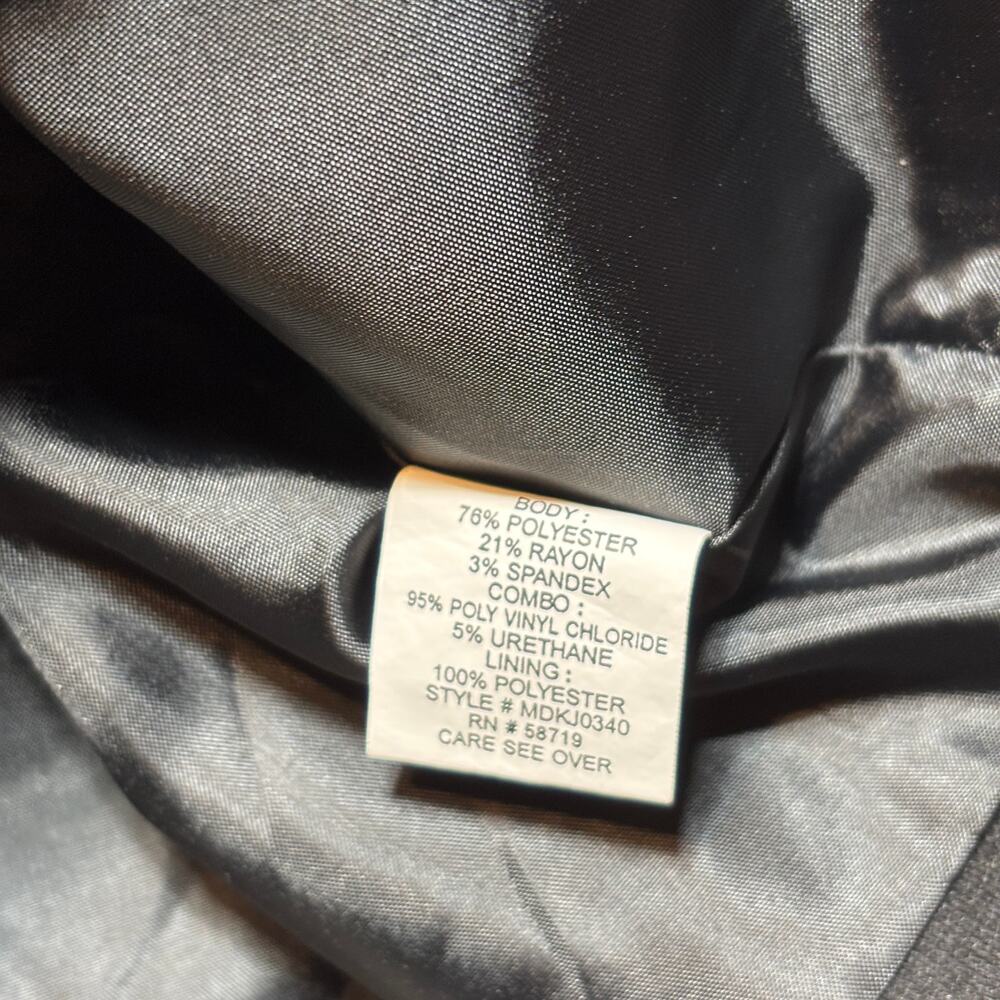 BODY :
76% POLYESTER
21% RAYON
3% SPANDEX
COMBO :
95% POLY VINYL CHLORIDE
5% URETHANE
LINING :
100% POLYESTER
STYLE # MDKJ0340
RN # 58719
CARE SEE OVER